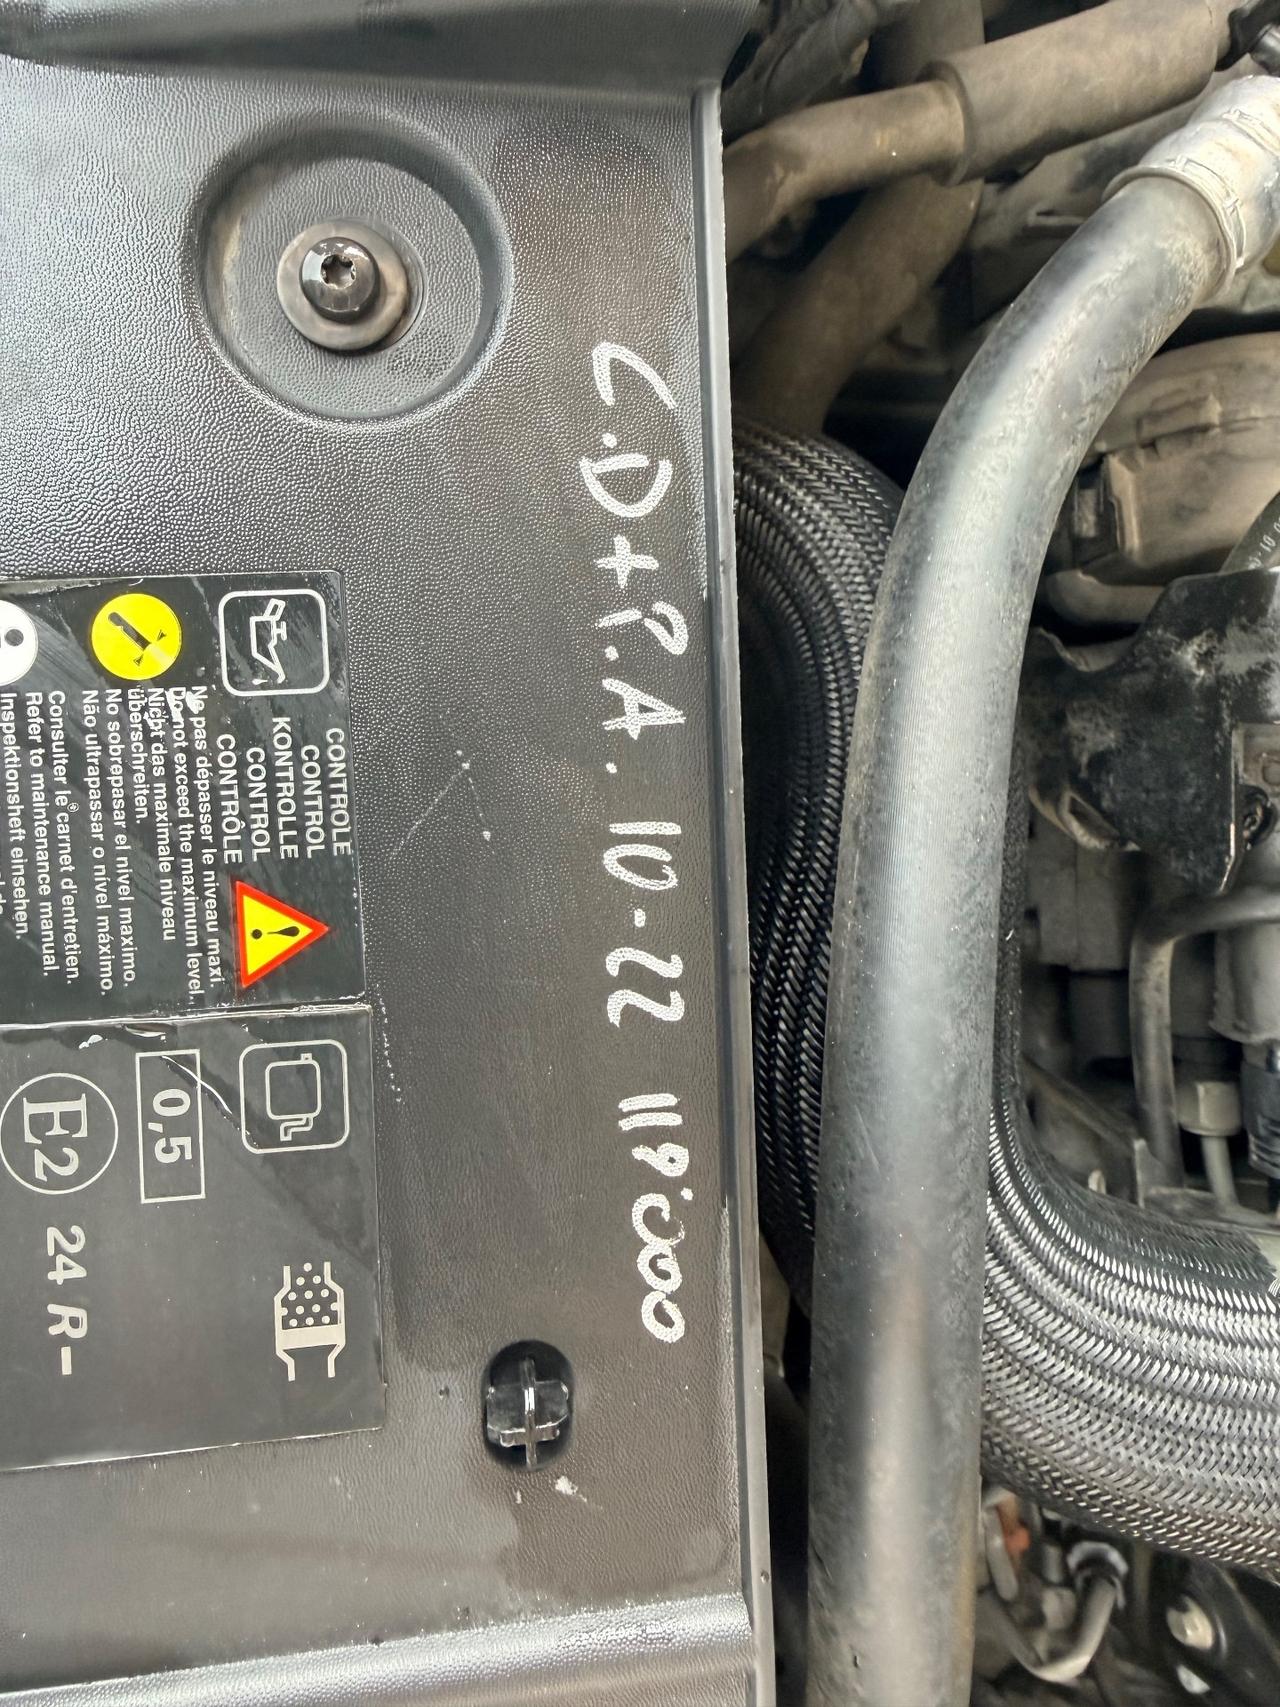 C.D+P.A. 10-22 119'000
CONTROLE
CONTROL
KONTROLLE
CONTROL
CONTRÔLE
Ne pas dépasser le niveau maxi.
Do not exceed the maximum level.
Nicht das maximale niveau
überschreiten.
No sobrepasar el nivel maximo.
Não ultrapassar o nível máximo.
Consulter le carnet d'entretien.
Refer to maintenance manual.
Inspektionsheft einsehen.
0,5
E2 24 R-